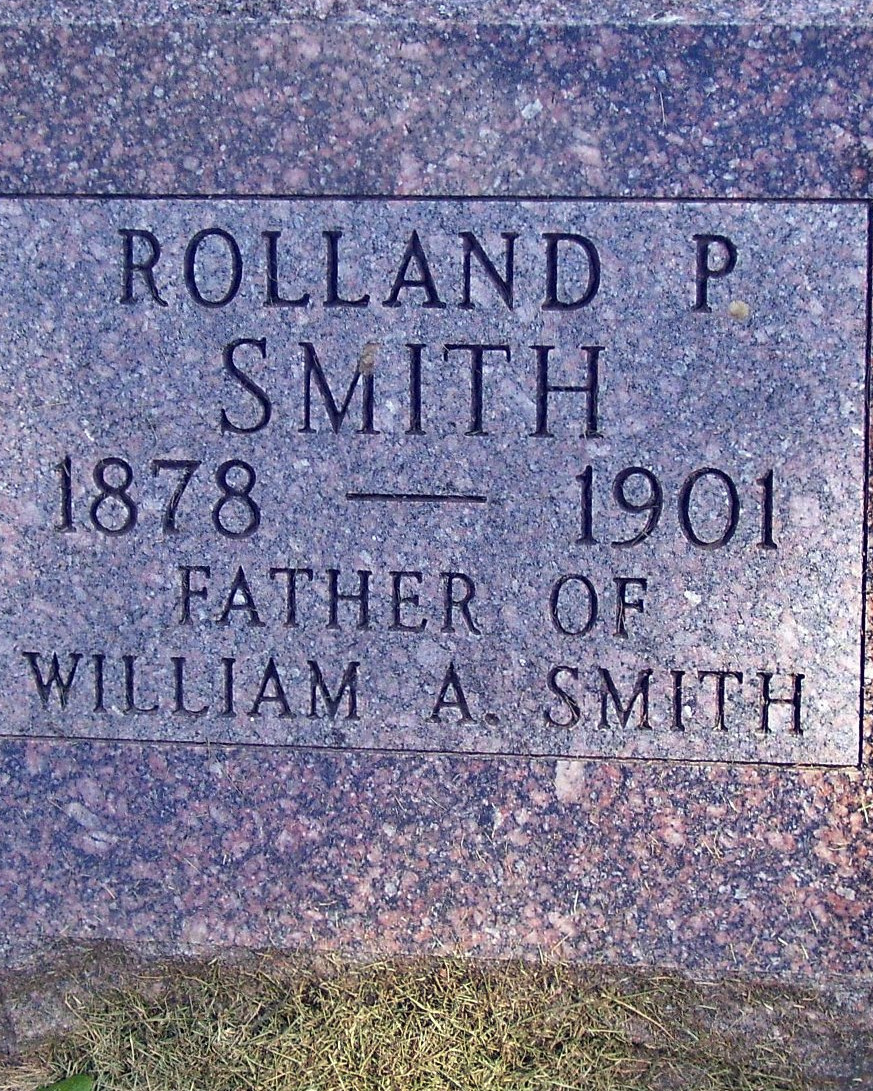 ROLLAND P.
SMITH
1878 — 1901
FATHER OF
WILLIAM A. SMITH